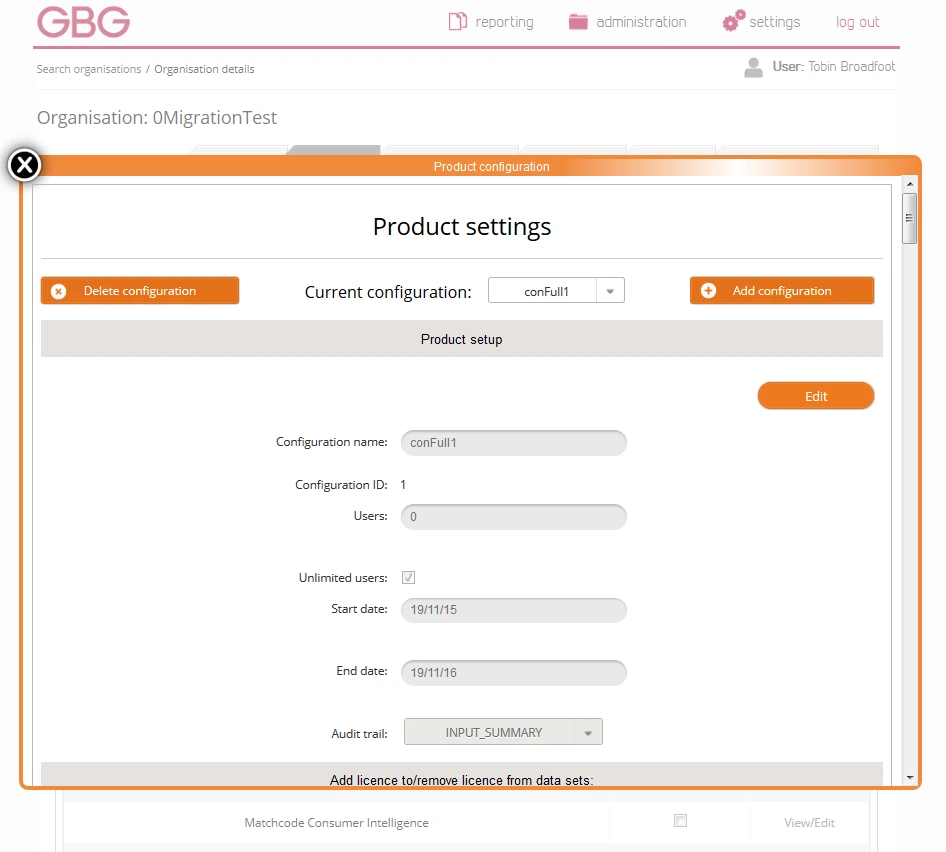 GBG
reporting administration settings log out
Search organisations / Organisation details
User: Tobin Broadfoot
Organisation: 0MigrationTest
Product configuration
Product settings
Delete configuration
Current configuration: conFull1
Add configuration
Product setup
Edit
Configuration name: conFull1
Configuration ID: 1
Users: 0
Unlimited users:
Start date: 19/11/15
End date: 19/11/16
Audit trail: INPUT_SUMMARY
Add licence to/remove licence from data sets:
Matchcode Consumer Intelligence View/Edit